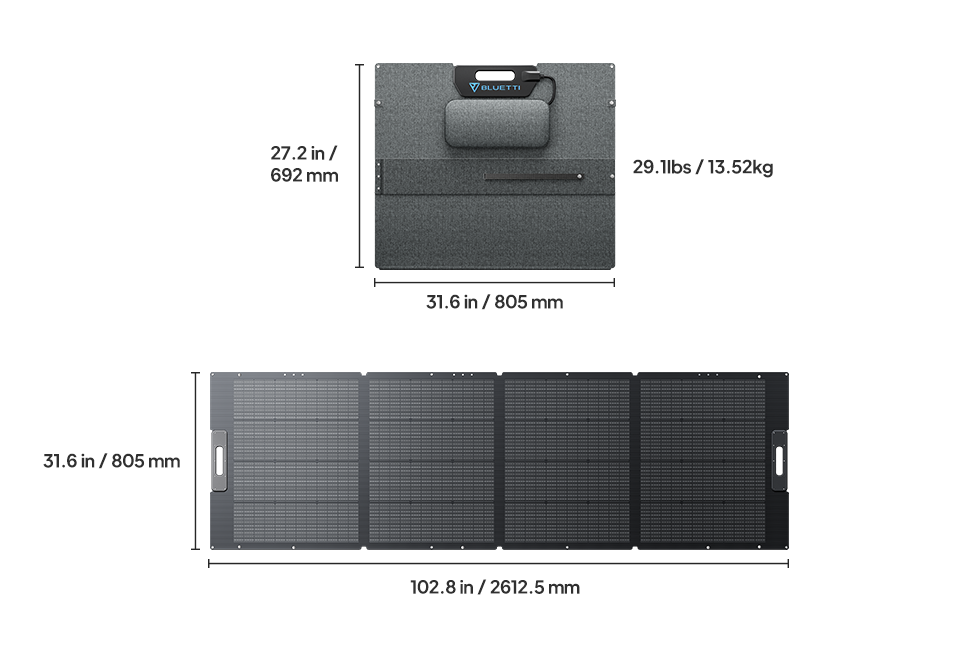 BLUETTI
27.2 in /
692 mm
29.1lbs / 13.52kg
31.6 in / 805 mm
31.6 in / 805 mm
102.8 in / 2612.5 mm